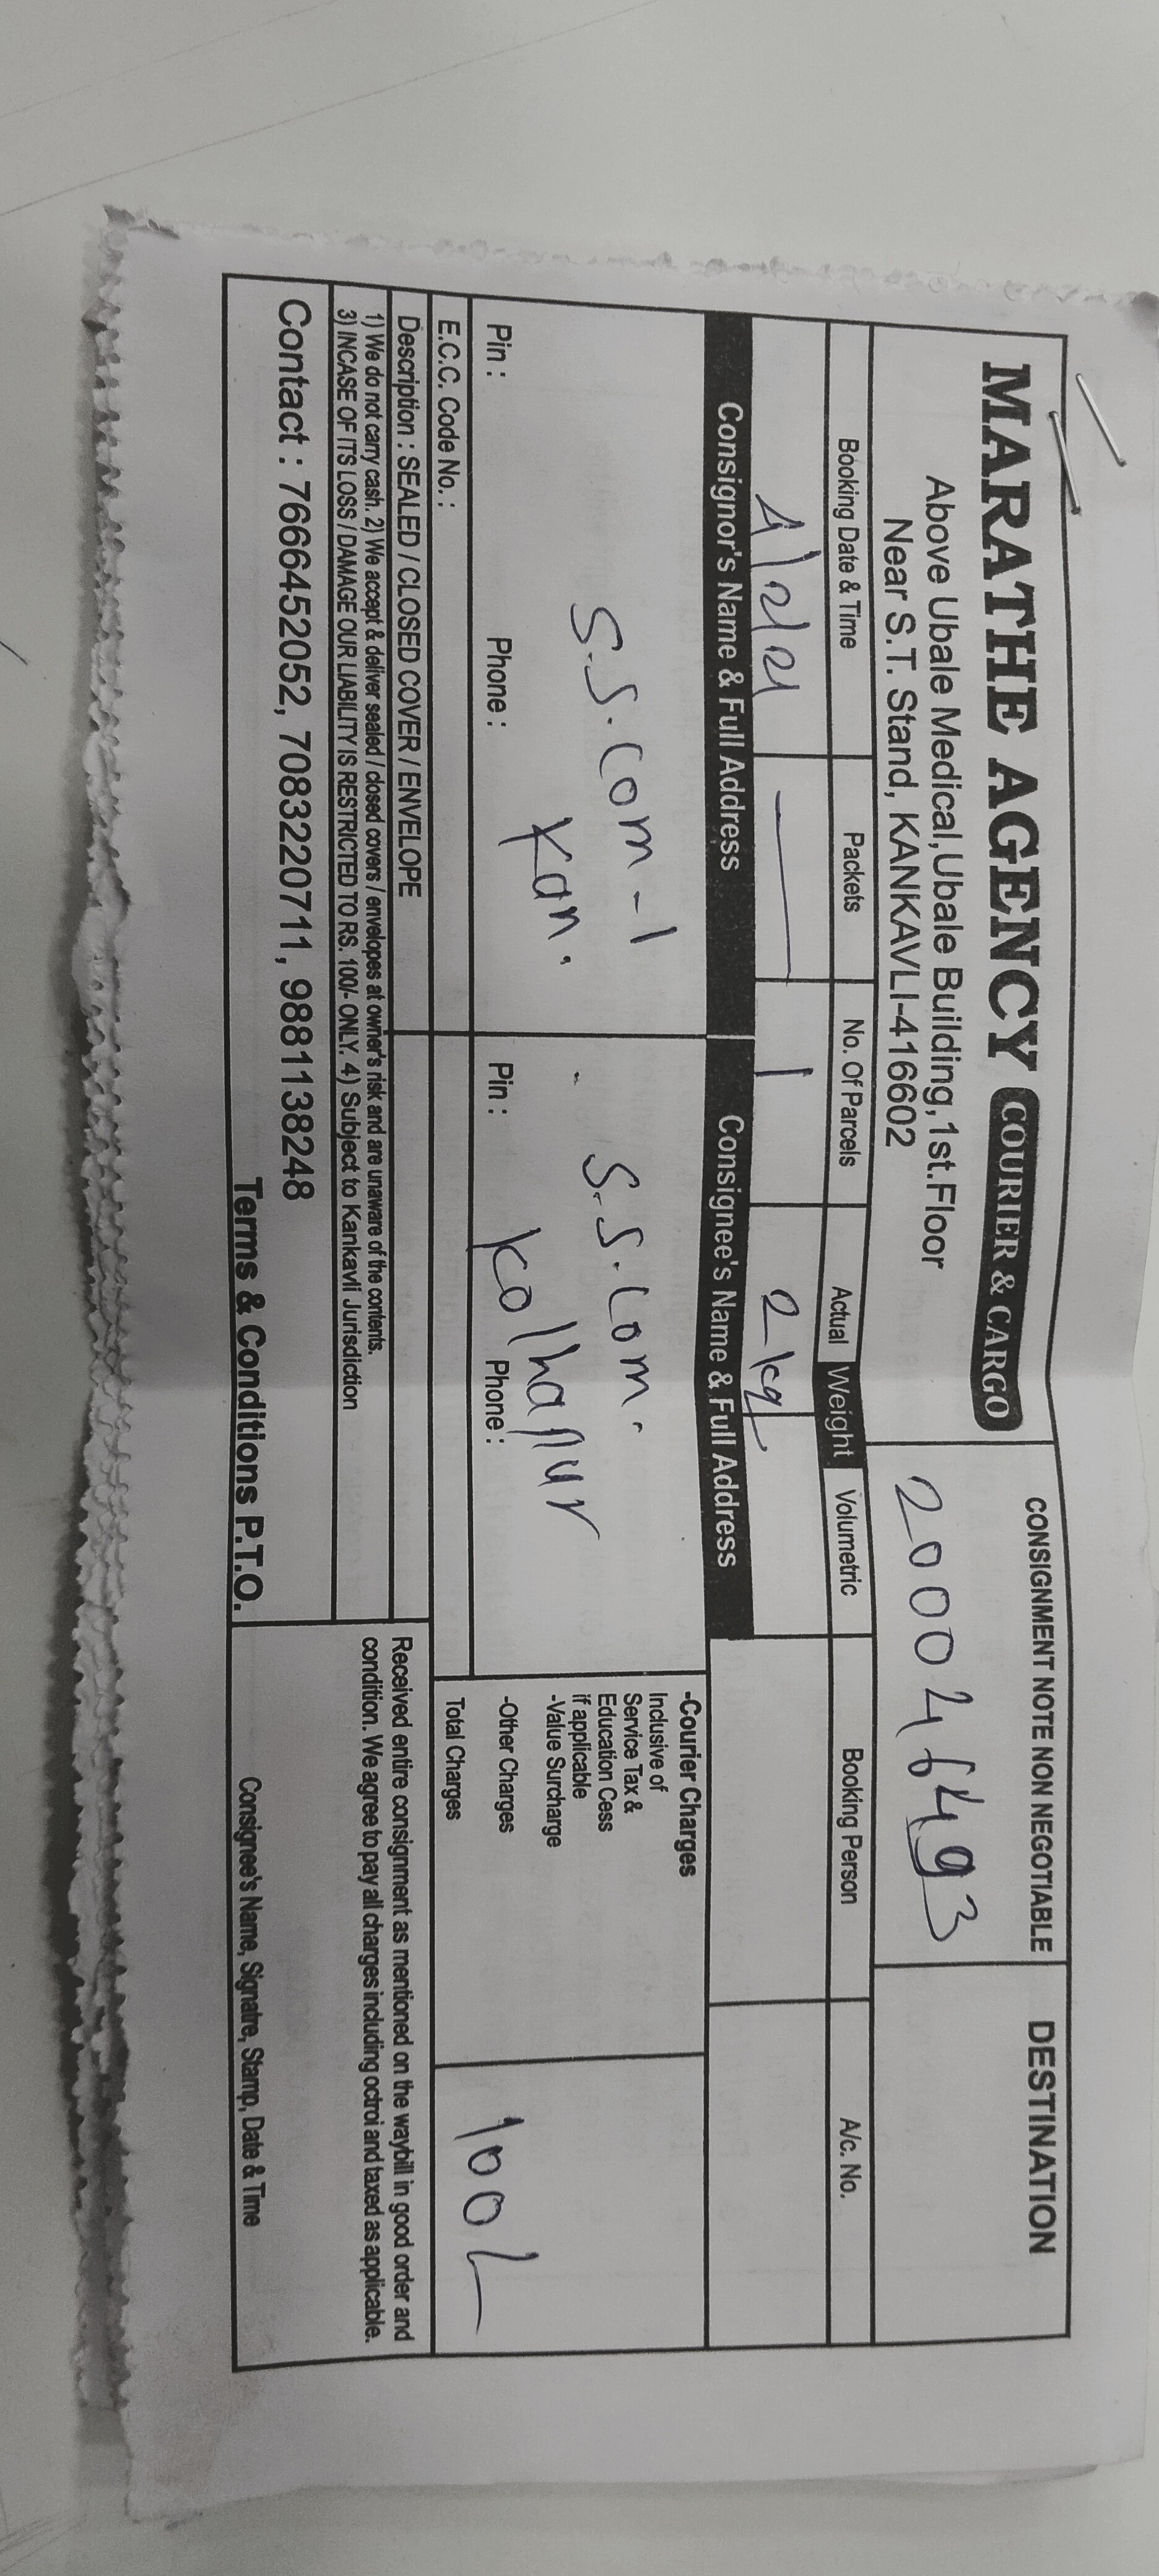 MARATHE AGENCY COURIER & CARGO
Above Ubale Medical, Ubale Building, 1st.Floor
Near S.T. Stand, KANKAVLI-416602
CONSIGNMENT NOTE NON NEGOTIABLE
200024493
DESTINATION
Booking Date & Time
Packets
No. Of Parcels
Actual Weight Volumetric
Booking Person
A/c. No.
1
2 kg
Consignor's Name & Full Address
Consignee's Name & Full Address
S.S. Com-1
Kan.
Pin : Phone :
S.S. Com.
Kolhapur
Pin : Phone :
-Courier Charges
Inclusive of
Service Tax &
Education Cess
if applicable
-Value Surcharge
-Other Charges
Total Charges
100/-
E.C.C. Code No. :
Description : SEALED / CLOSED COVER / ENVELOPE
1) We do not carry cash. 2) We accept & deliver sealed / closed covers / envelopes at owner's risk and are unaware of the contents.
3) INCASE OF ITS LOSS / DAMAGE OUR LIABILITY IS RESTRICTED TO RS. 100/- ONLY. 4) Subject to Kankavli Jurisdiction
Contact : 7666452052, 7083220711, 9881138248
Terms & Conditions P.T.O.
Received entire consignment as mentioned on the waybill in good order and
condition. We agree to pay all charges including octroi and taxed as applicable.
Consignee's Name, Signatre, Stamp, Date & Time